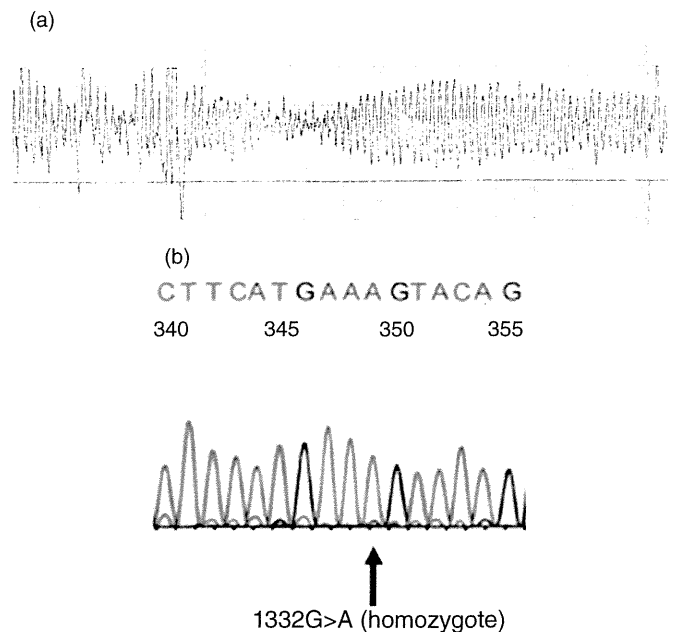 (a)
(b)
CTTCATGAAAGTACAG
340 345 350 355
1332G>A (homozygote)